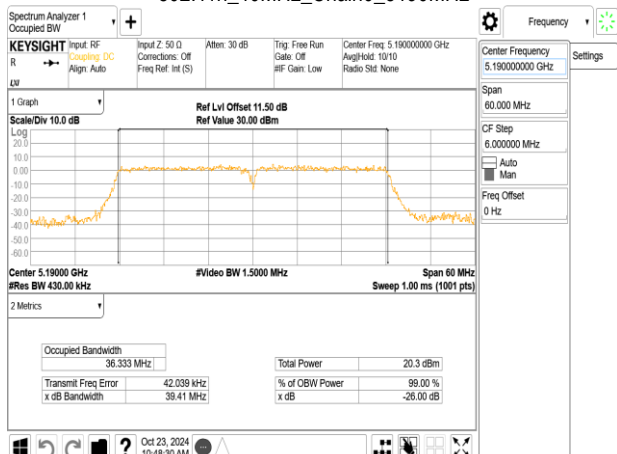 Spectrum Analyzer 1
Occupied BW
Frequency
Settings
KEYSIGHT
R
Input: RF
Coupling: DC
Align: Auto
Input Z: 50 Ω
Corrections: Off
Freq Ref: Int (S)
Atten: 30 dB
Trig: Free Run
Gate: Off
#IF Gain: Low
Center Freq: 5.190000000 GHz
Avg|Hold: 10/10
Radio Std: None
Center Frequency
5.19000000 GHz
Span
60.000 MHz
CF Step
6.000000 MHz
Auto
Man
Freq Offset
0 Hz
1 Graph
Ref Lvl Offset 11.50 dB
Scale/Div 10.0 dB
Ref Value 30.00 dBm
Log
20.0
10.0
0.00
-10.0
-20.0
-30.0
-40.0
-50.0
-60.0
Center 5.19000 GHz
#Video BW 1.5000 MHz
Span 60 MHz
#Res BW 430.00 kHz
Sweep 1.00 ms (1001 pts)
2 Metrics
Occupied Bandwidth
36.333 MHz
Total Power 20.3 dBm
Transmit Freq Error 42.039 kHz
% of OBW Power 99.00 %
x dB Bandwidth 39.41 MHz
x dB -26.00 dB
?
Oct 23, 2024
10:48:30 AM